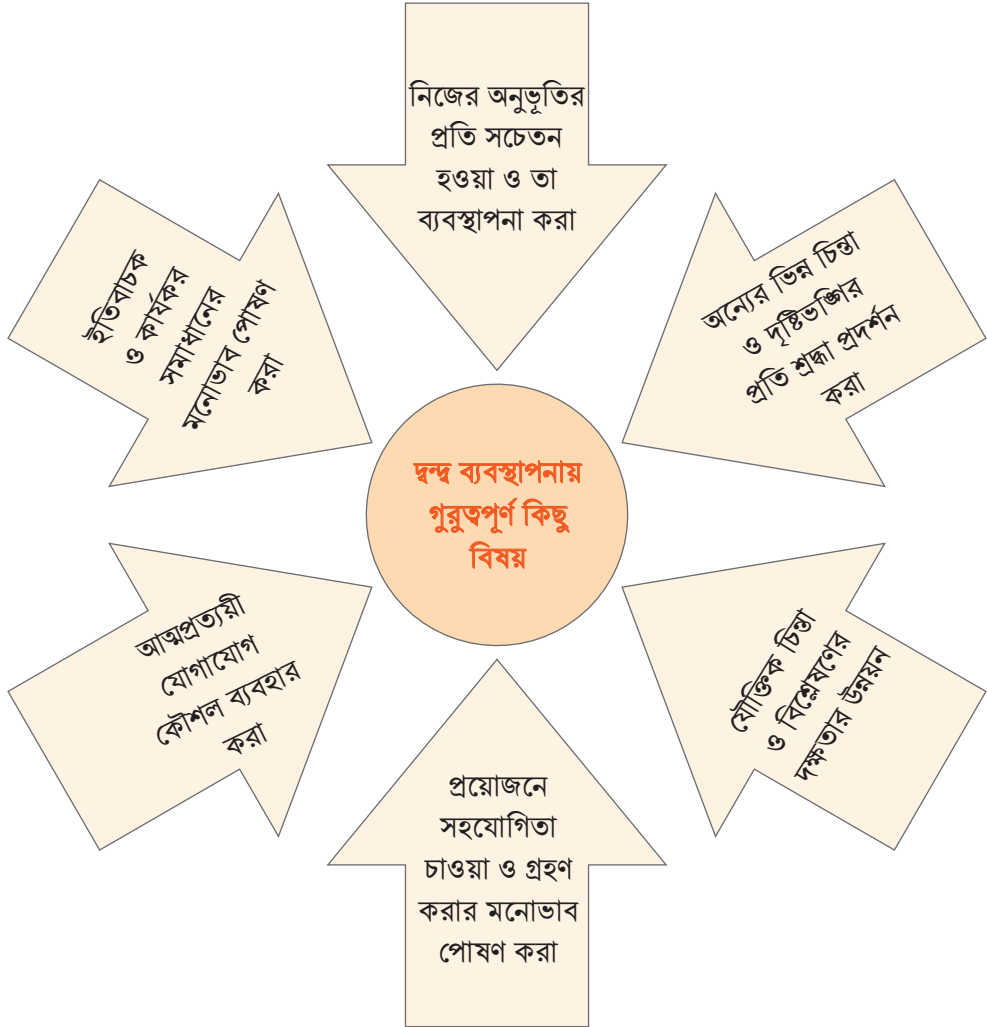 নিজের অনুভূতির
প্রতি সচেতন
হওয়া ও তা
ব্যবস্থাপনা করা
অন্যের ভিন্ন চিন্তা
ও দৃষ্টিভঙ্গির
প্রতি শ্রদ্ধা প্রদর্শন
করা
যৌক্তিক চিন্তা
ও বিশ্লেষণের
দক্ষতার উন্নয়ন
প্রয়োজনে
সহযোগিতা
চাওয়া ও গ্রহণ
করার মনোভাব
পোষণ করা
আত্মপ্রত্যয়ী
যোগাযোগ
কৌশল ব্যবহার
করা
ইতিবাচক
ও কার্যকর
সমাধানের
মনোভাব পোষণ
করা
দ্বন্দ্ব ব্যবস্থাপনায়
গুরুত্বপূর্ণ কিছু
বিষয়